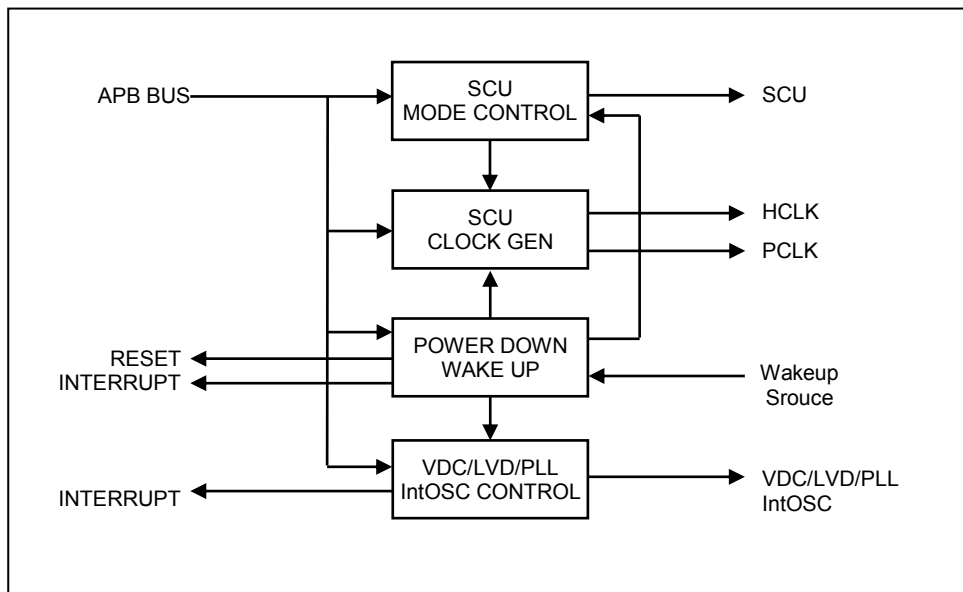 APB BUS
SCU
MODE CONTROL
SCU
SCU
CLOCK GEN
HCLK
PCLK
POWER DOWN
WAKE UP
RESET
INTERRUPT
Wakeup
Srouce
VDC/LVD/PLL
IntOSC CONTROL
INTERRUPT
VDC/LVD/PLL
IntOSC